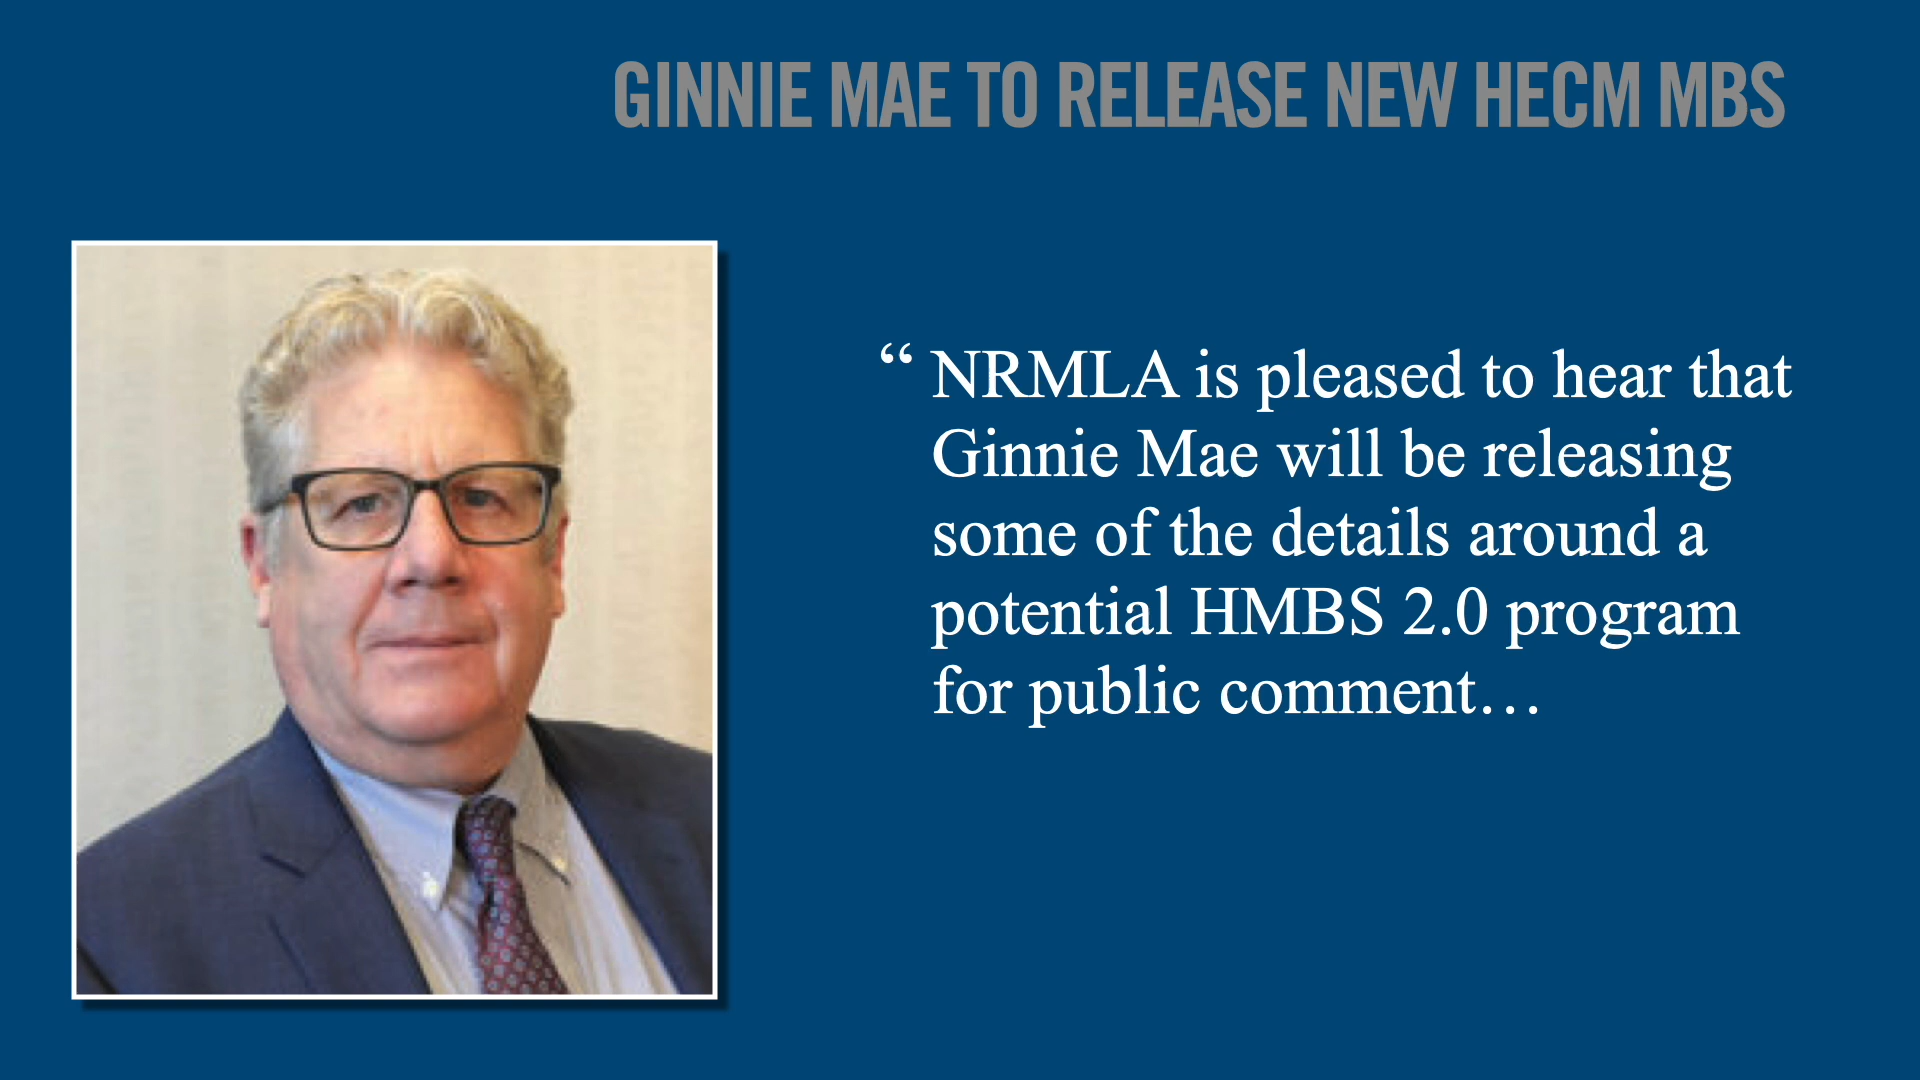 GINNIE MAE TO RELEASE NEW HECM MBS
“ NRMLA is pleased to hear that
Ginnie Mae will be releasing
some of the details around a
potential HMBS 2.0 program
for public comment…